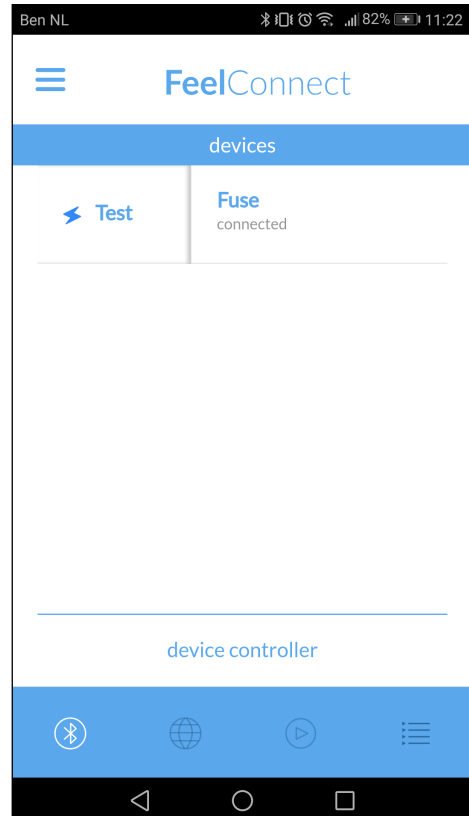 Ben NL 82% 11:22
FeelConnect
devices
Test
Fuse
connected
device controller